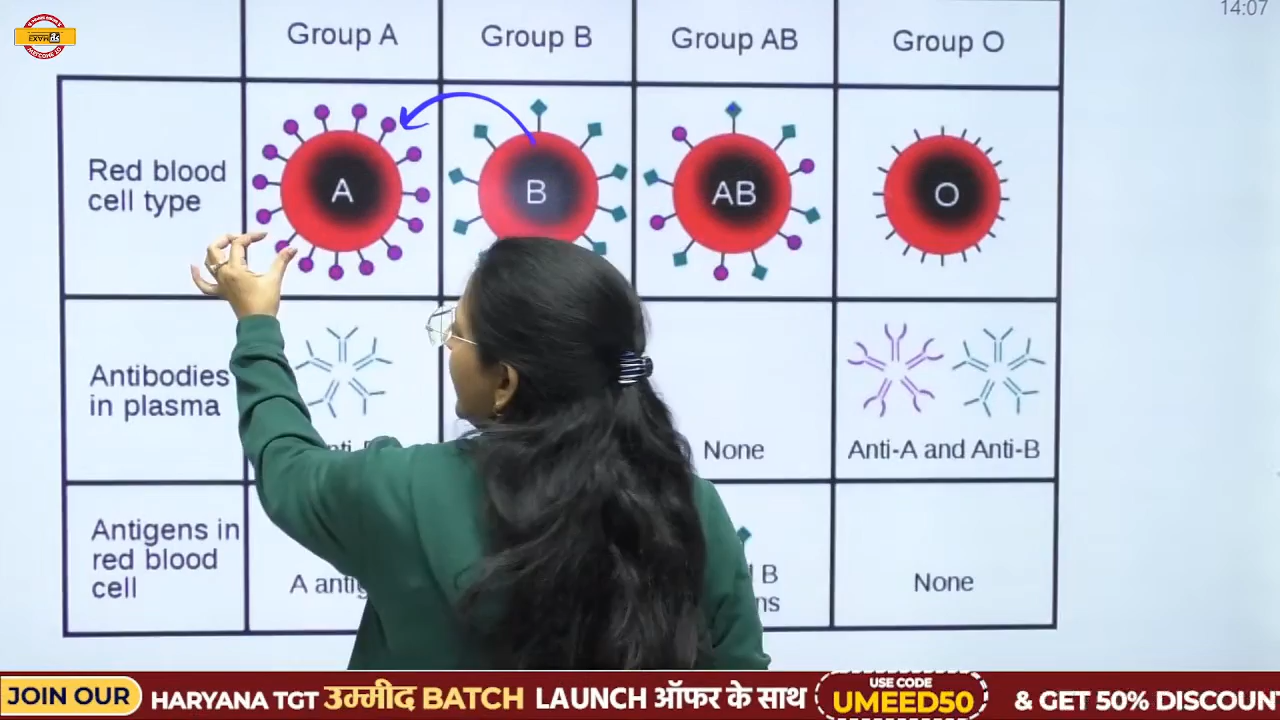 14:07
Group A
Group B
Group AB
Group O
Red blood
cell type
A
B
AB
O
Antibodies
in plasma
None
Anti-A and Anti-B
Antigens in
red blood
cell
A
B
None
JOIN OUR
HARYANA TGT उम्मीद BATCH LAUNCH ऑफर के साथ
USE CODE
UMEED50
& GET 50% DISCOUN